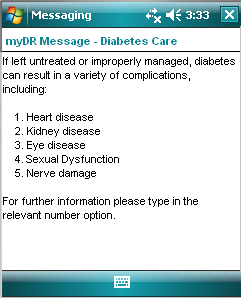 Messaging
3:33
myDR Message - Diabetes Care
If left untreated or improperly managed, diabetes
can result in a variety of complications,
including:
1. Heart disease
2. Kidney disease
3. Eye disease
4. Sexual Dysfunction
5. Nerve damage
For further information please type in the
relevant number option.